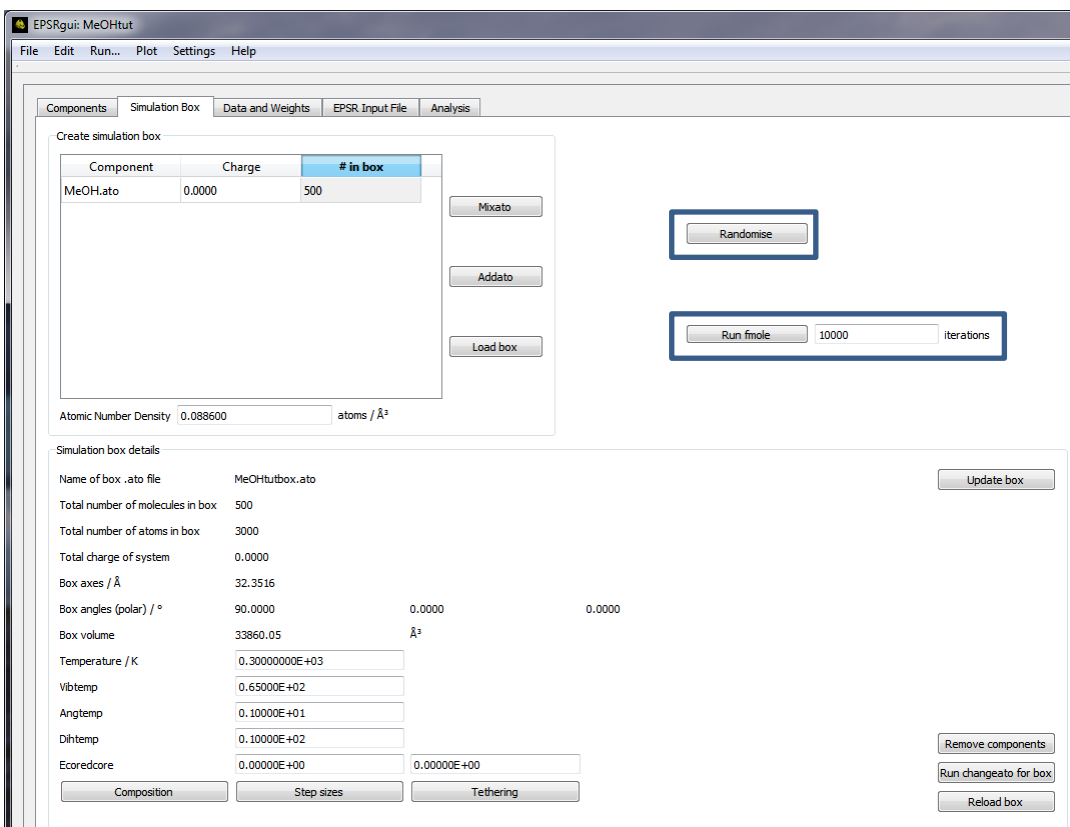 EPSRgui: MeOHtut
File Edit Run... Plot Settings Help
Components Simulation Box Data and Weights EPSR Input File Analysis
Create simulation box
Component Charge # in box
MeOH.ato 0.0000 500
Mixato
Randomise
Addato
Run fmole 10000 iterations
Load box
Atomic Number Density 0.088600 atoms / Å³
Simulation box details
Name of box .ato file MeOHtutbox.ato Update box
Total number of molecules in box 500
Total number of atoms in box 3000
Total charge of system 0.0000
Box axes / Å 32.3516
Box angles (polar) / º 90.0000 0.0000 0.0000
Box volume 33860.05 Å³
Temperature / K 0.30000000E+03
Vibtemp 0.65000E+02
Angtemp 0.10000E+01
Dihtemp 0.10000E+02
Remove components
Ecoredcore 0.00000E+00 0.00000E+00
Run changeato for box
Composition Step sizes Tethering
Reload box